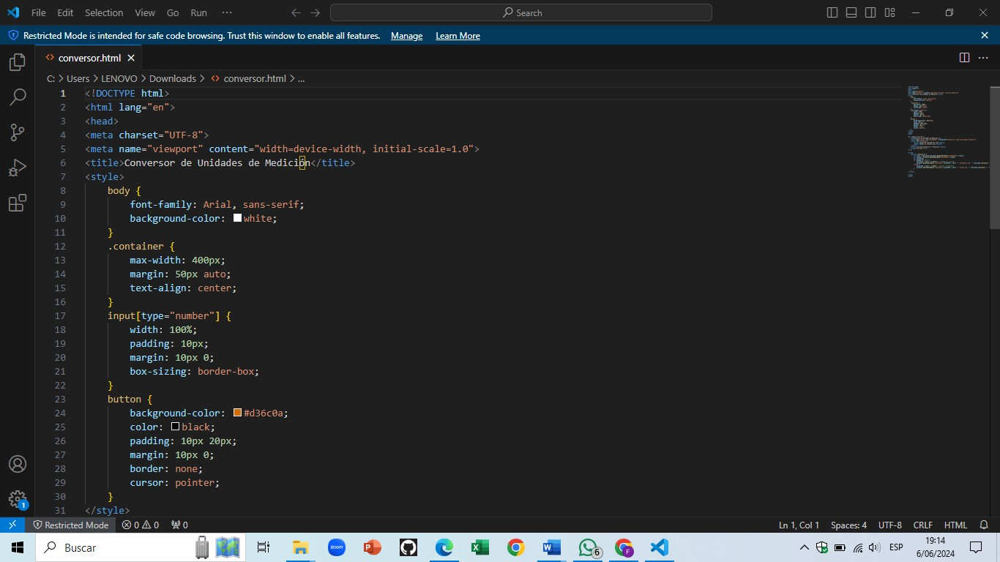 File Edit Selection View Go Run ··· Search
Restricted Mode is intended for safe code browsing. Trust this window to enable all features. Manage Learn More
conversor.html
C: > Users > LENOVO > Downloads > conversor.html > ...
1 <!DOCTYPE html>
2 <html lang="en">
3 <head>
4 <meta charset="UTF-8">
5 <meta name="viewport" content="width=device-width, initial-scale=1.0">
6 <title>Conversor de Unidades de Medición</title>
7 <style>
8 body {
9 font-family: Arial, sans-serif;
10 background-color: white;
11 }
12 .container {
13 max-width: 400px;
14 margin: 50px auto;
15 text-align: center;
16 }
17 input[type="number"] {
18 width: 100%;
19 padding: 10px;
20 margin: 10px 0;
21 box-sizing: border-box;
22 }
23 button {
24 background-color: #d36c0a;
25 color: black;
26 padding: 10px 20px;
27 margin: 10px 0;
28 border: none;
29 cursor: pointer;
30 }
31 </style>
1
Restricted Mode 0 0 0 Ln 1, Col 1 Spaces: 4 UTF-8 CRLF HTML
Buscar zoom 6 F ESP 19:14
6/06/2024